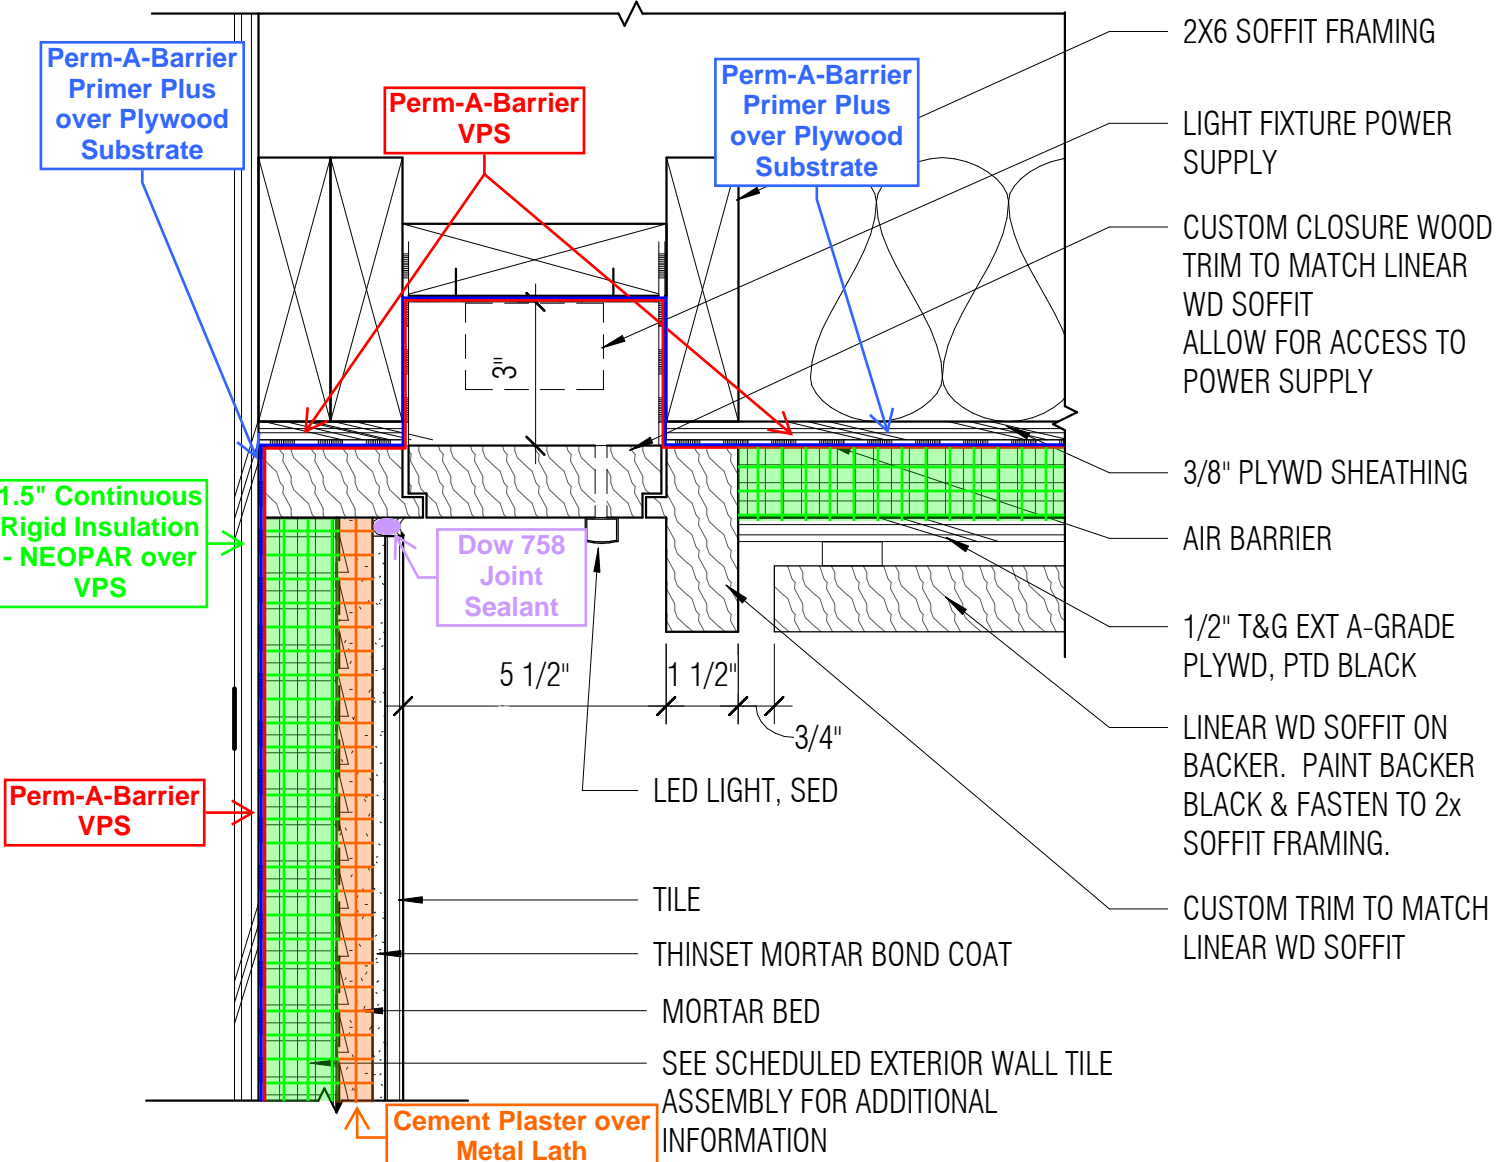 Perm-A-Barrier
Primer Plus
over Plywood
Substrate
Perm-A-Barrier
VPS
Perm-A-Barrier
Primer Plus
over Plywood
Substrate
2X6 SOFFIT FRAMING
LIGHT FIXTURE POWER
SUPPLY
CUSTOM CLOSURE WOOD
TRIM TO MATCH LINEAR
WD SOFFIT
ALLOW FOR ACCESS TO
POWER SUPPLY
3"
3/8" PLYWD SHEATHING
AIR BARRIER
1.5" Continuous
Rigid Insulation
- NEOPAR over
VPS
Dow 758
Joint
Sealant
1/2" T&G EXT A-GRADE
PLYWD, PTD BLACK
5 1/2"
1 1/2"
3/4"
LINEAR WD SOFFIT ON
BACKER. PAINT BACKER
BLACK & FASTEN TO 2x
SOFFIT FRAMING.
LED LIGHT, SED
Perm-A-Barrier
VPS
TILE
CUSTOM TRIM TO MATCH
LINEAR WD SOFFIT
THINSET MORTAR BOND COAT
MORTAR BED
SEE SCHEDULED EXTERIOR WALL TILE
ASSEMBLY FOR ADDITIONAL
INFORMATION
Cement Plaster over
Metal Lath